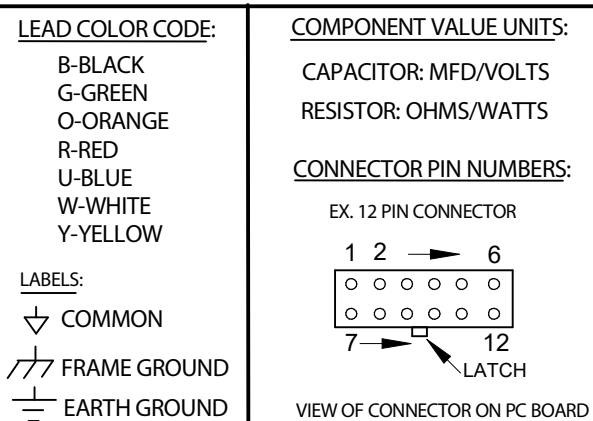 LEAD COLOR CODE:
B-BLACK
G-GREEN
O-ORANGE
R-RED
U-BLUE
W-WHITE
Y-YELLOW
LABELS:
COMMON
FRAME GROUND
EARTH GROUND
COMPONENT VALUE UNITS:
CAPACITOR: MFD/VOLTS
RESISTOR: OHMS/WATTS
CONNECTOR PIN NUMBERS:
EX. 12 PIN CONNECTOR
1 2 6
7 12
LATCH
VIEW OF CONNECTOR ON PC BOARD